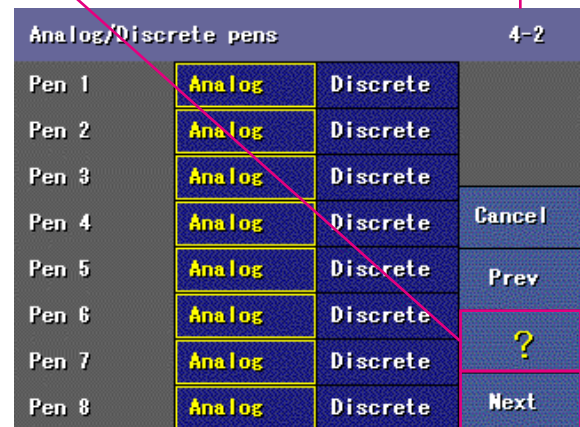 Analog/Discrete pens 4-2
Pen 1 Analog Discrete
Pen 2 Analog Discrete
Pen 3 Analog Discrete
Pen 4 Analog Discrete Cancel
Pen 5 Analog Discrete Prev
Pen 6 Analog Discrete
?
Pen 7 Analog Discrete
Pen 8 Analog Discrete Next